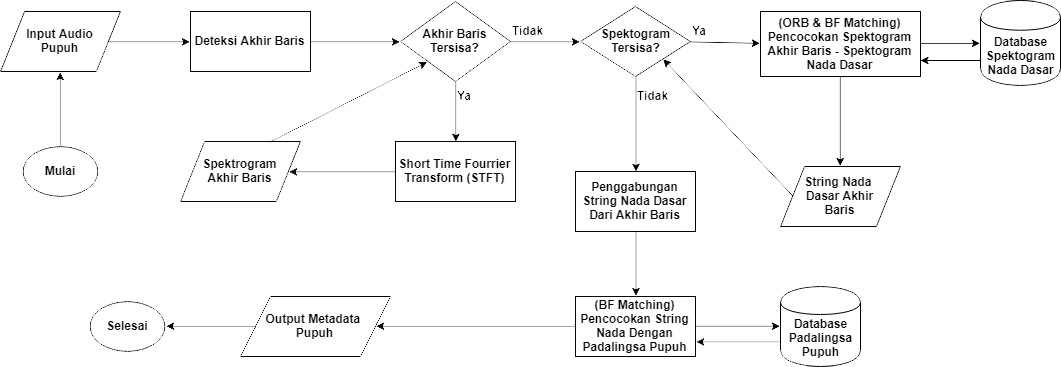 Input Audio
Pupuh
Deteksi Akhir Baris
Akhir Baris
Tersisa?
Tidak
Spektogram
Tersisa?
Ya
(ORB & BF Matching)
Pencocokan Spektogram
Akhir Baris - Spektogram
Nada Dasar
Database
Spektogram
Nada Dasar
Ya
Tidak
Mulai
Spektrogram
Akhir Baris
Short Time Fourrier
Transform (STFT)
Penggabungan
String Nada Dasar
Dari Akhir Baris
String Nada
Dasar Akhir
Baris
Selesai
Output Metadata
Pupuh
(BF Matching)
Pencocokan String
Nada Dengan
Padalingsa Pupuh
Database
Padalingsa
Pupuh